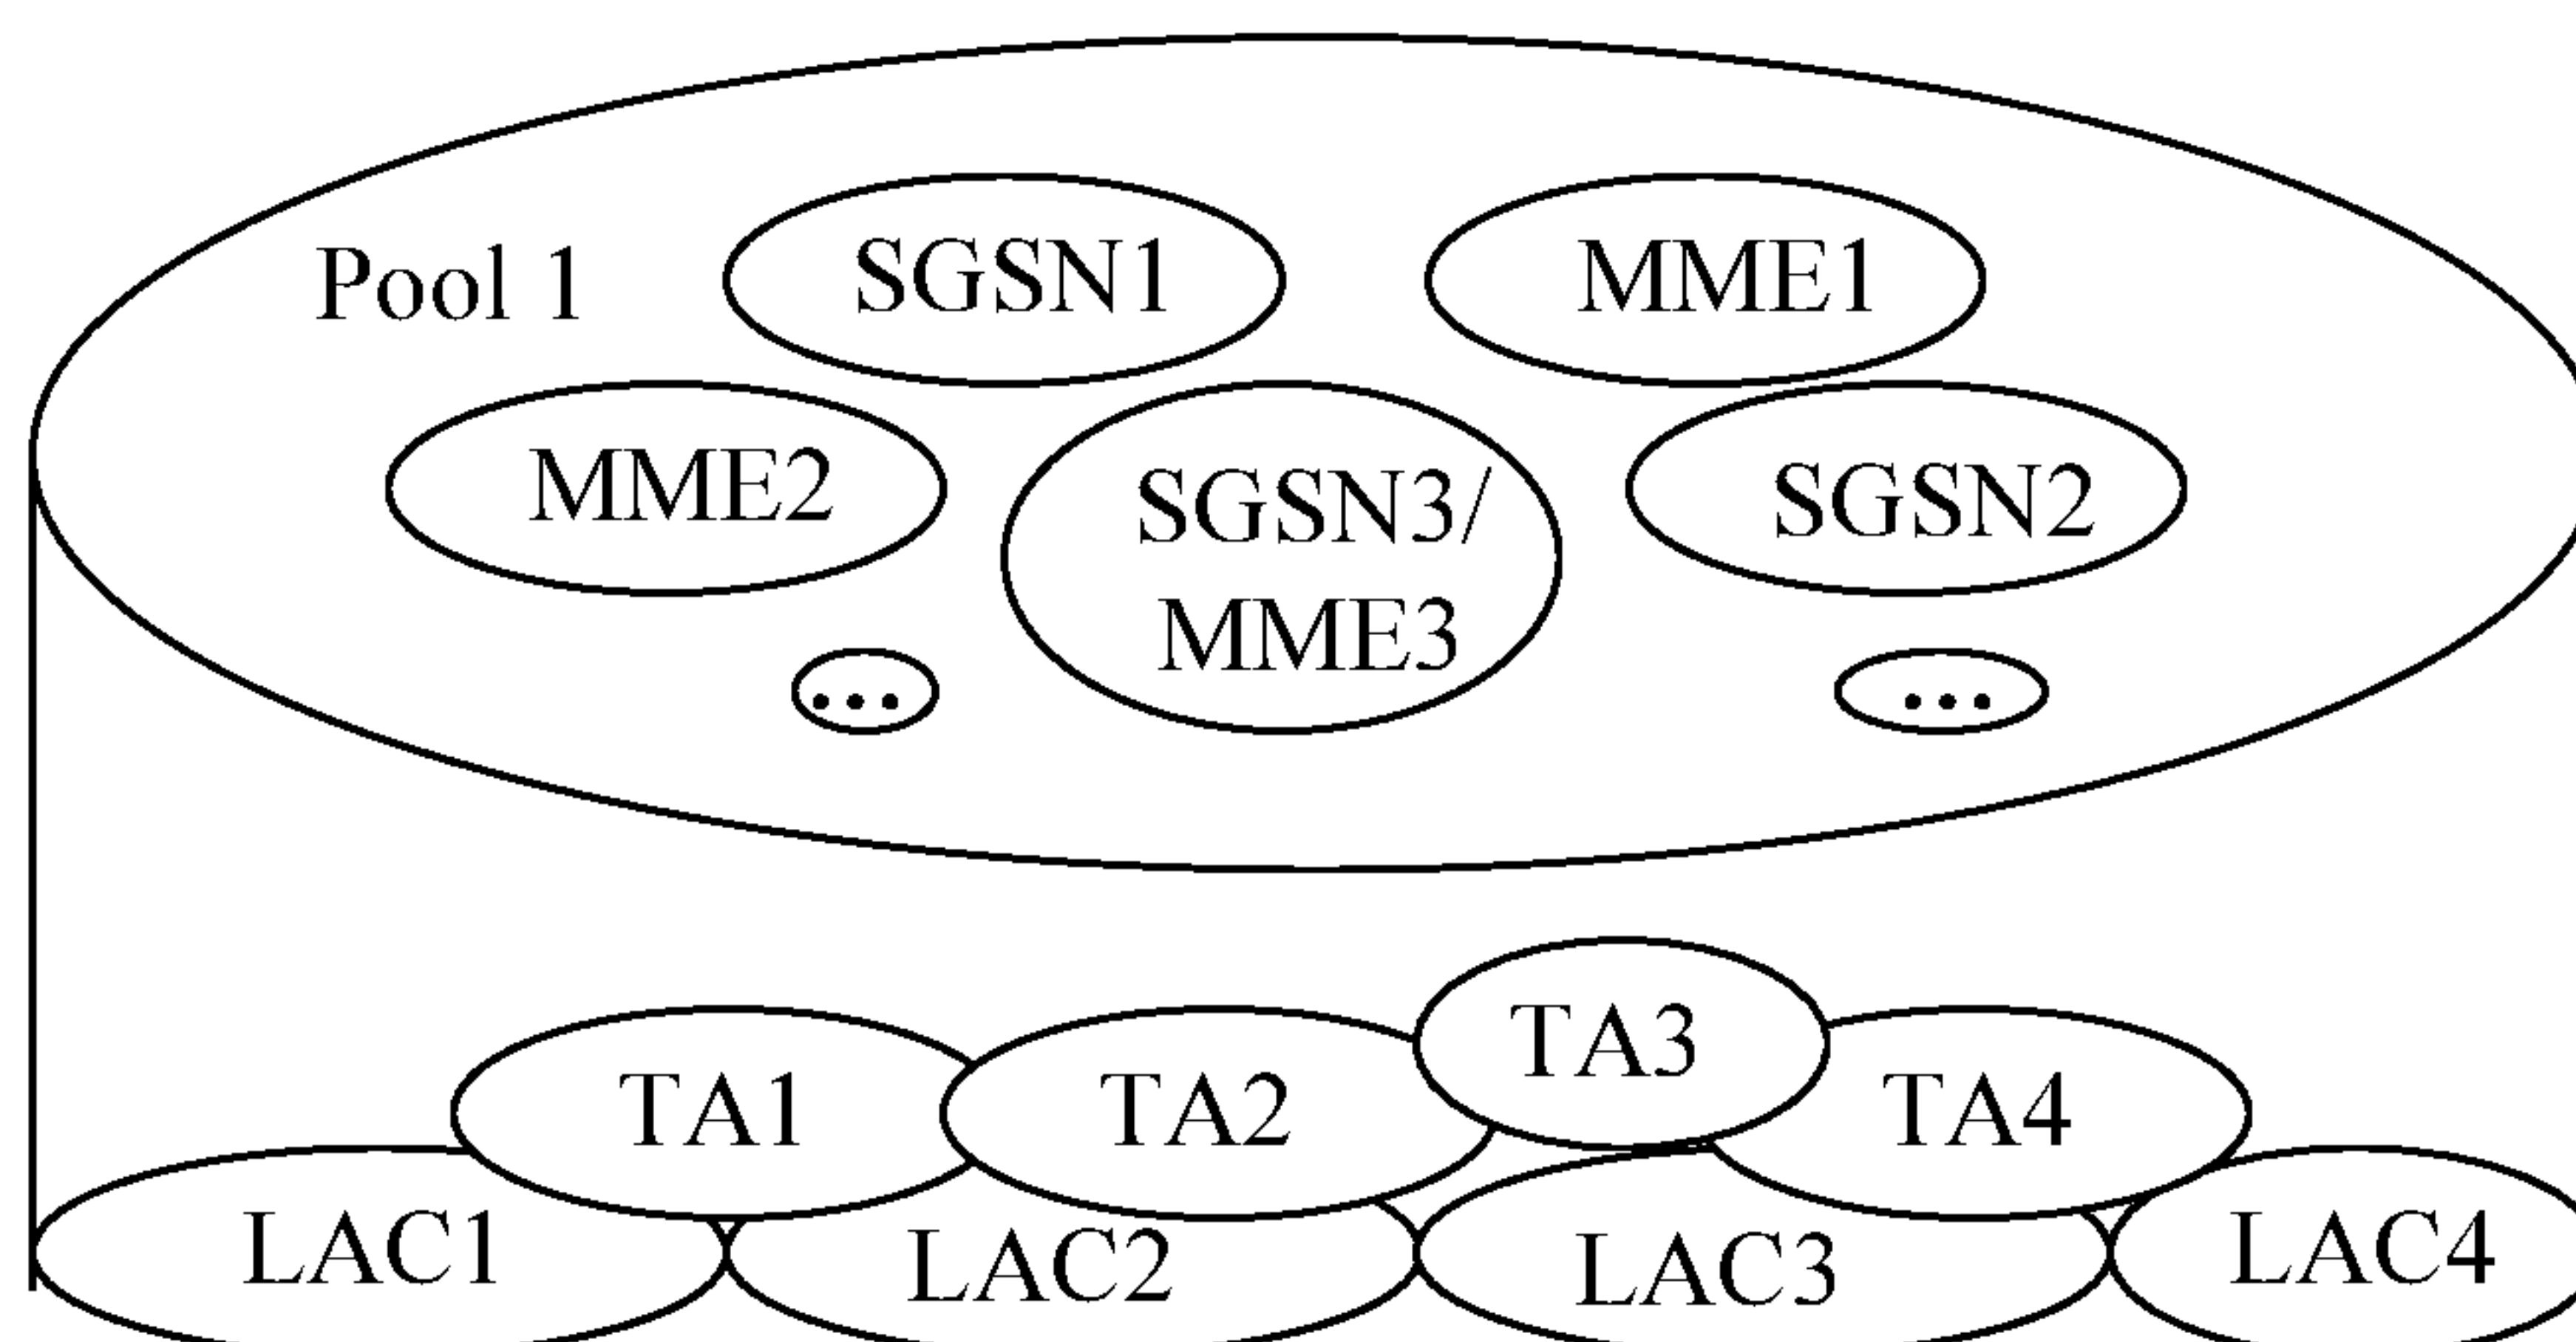 Pool 1
SGSN1
MME1
MME2
SGSN3/
MME3
SGSN2
...
...
TA1
TA2
TA3
TA4
LAC1
LAC2
LAC3
LAC4